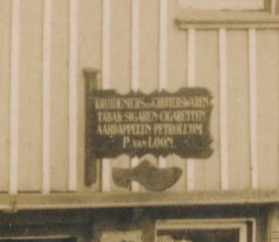 KRUIDENIERS- EN GRUTTERSWAREN
TABAK-SIGAREN-CIGARETTEN
AARDAPPELEN-PETROLEUM.
P. VAN LOON.